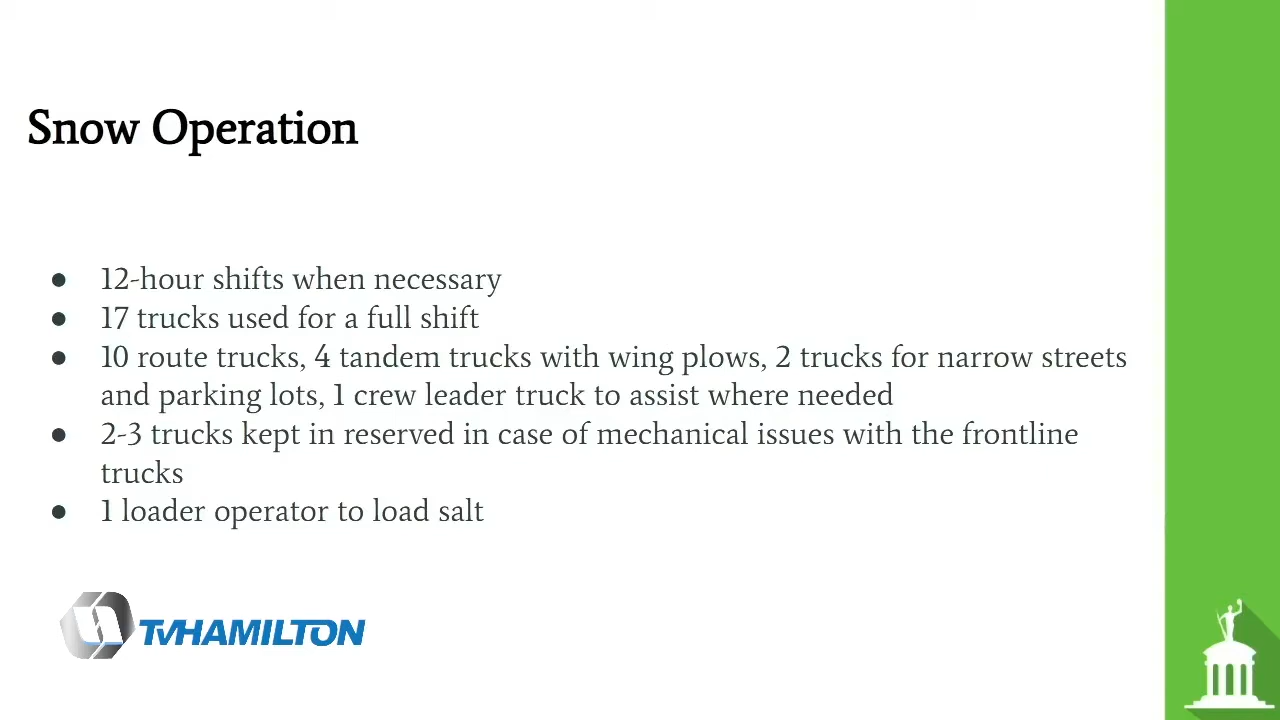 Snow Operation
● 12-hour shifts when necessary
● 17 trucks used for a full shift
● 10 route trucks, 4 tandem trucks with wing plows, 2 trucks for narrow streets
and parking lots, 1 crew leader truck to assist where needed
● 2-3 trucks kept in reserved in case of mechanical issues with the frontline
trucks
● 1 loader operator to load salt
TVHAMILTON